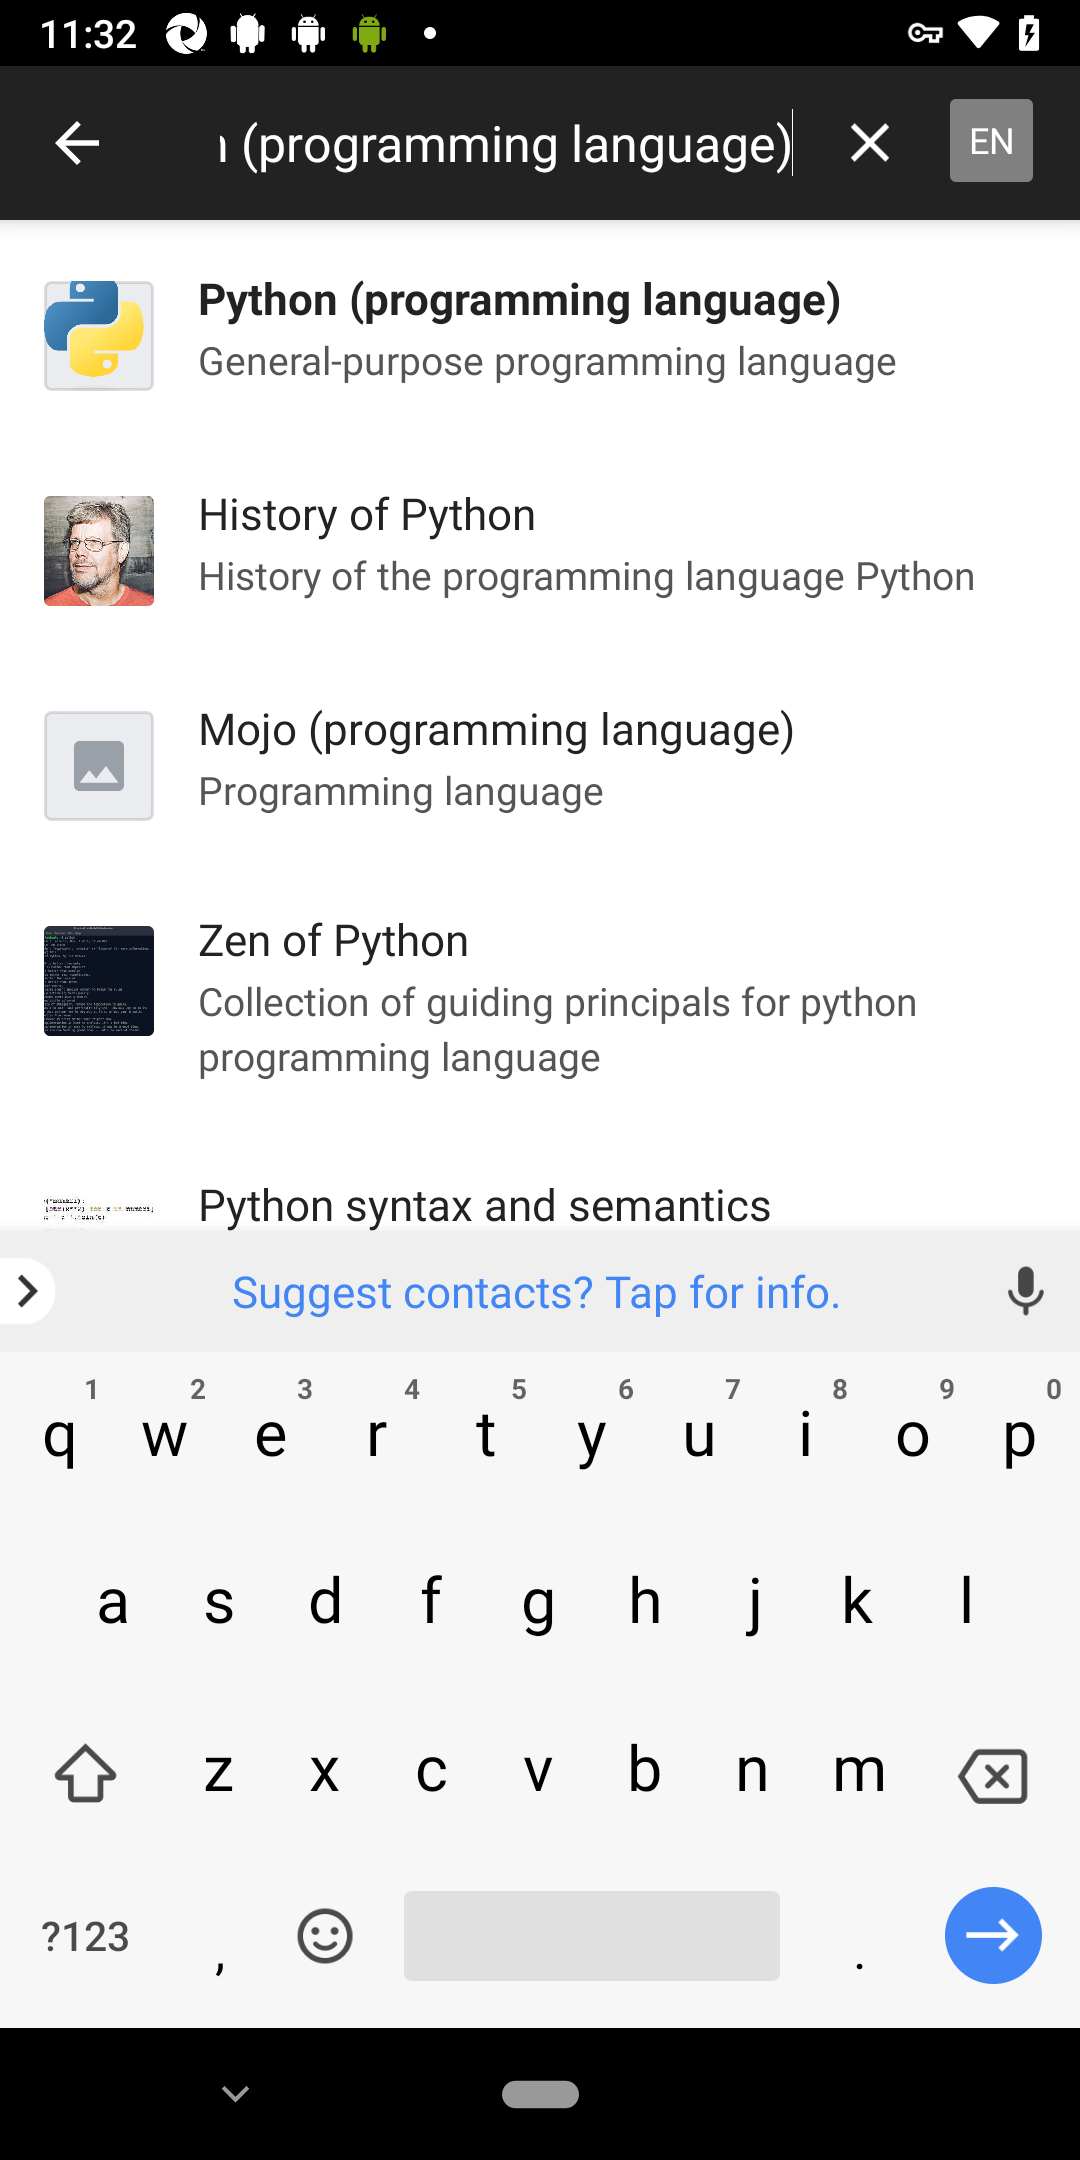 11:32
(programming language)
EN
Python (programming language)
General-purpose programming language
History of Python
History of the programming language Python
Mojo (programming language)
Programming language
Zen of Python
Collection of guiding principals for python
programming language
Python syntax and semantics
Suggest contacts? Tap for info.
1 2 3 4 5 6 7 8 9 0
q w e r t y u i o p
a s d f g h j k l
z x c v b n m
?123 , .